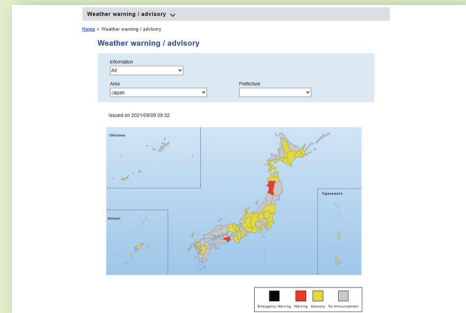 Weather warning / advisory
Home > Weather warning / advisory
Weather warning / advisory
Information
All
Area
Prefecture
Japan
Issued on 2021/09/09 09:32
Okinawa
Ogasawara
Amami
Emergency Warning Warning Advisory No Announcement